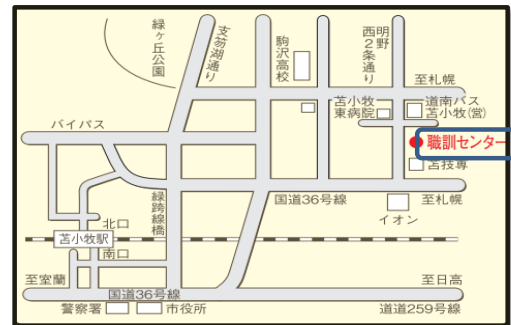 緑ヶ丘公園
支笏湖通り
駒沢高校
明野
西2条通り
至札幌
苫小牧
東病院
道南バス
苫小牧(営)
バイパス
職訓センター
苫技専
緑跨線橋
国道36号線
至札幌
イオン
北口
苫小牧駅
南口
至室蘭
至日高
国道36号線
警察署
市役所
道道259号線